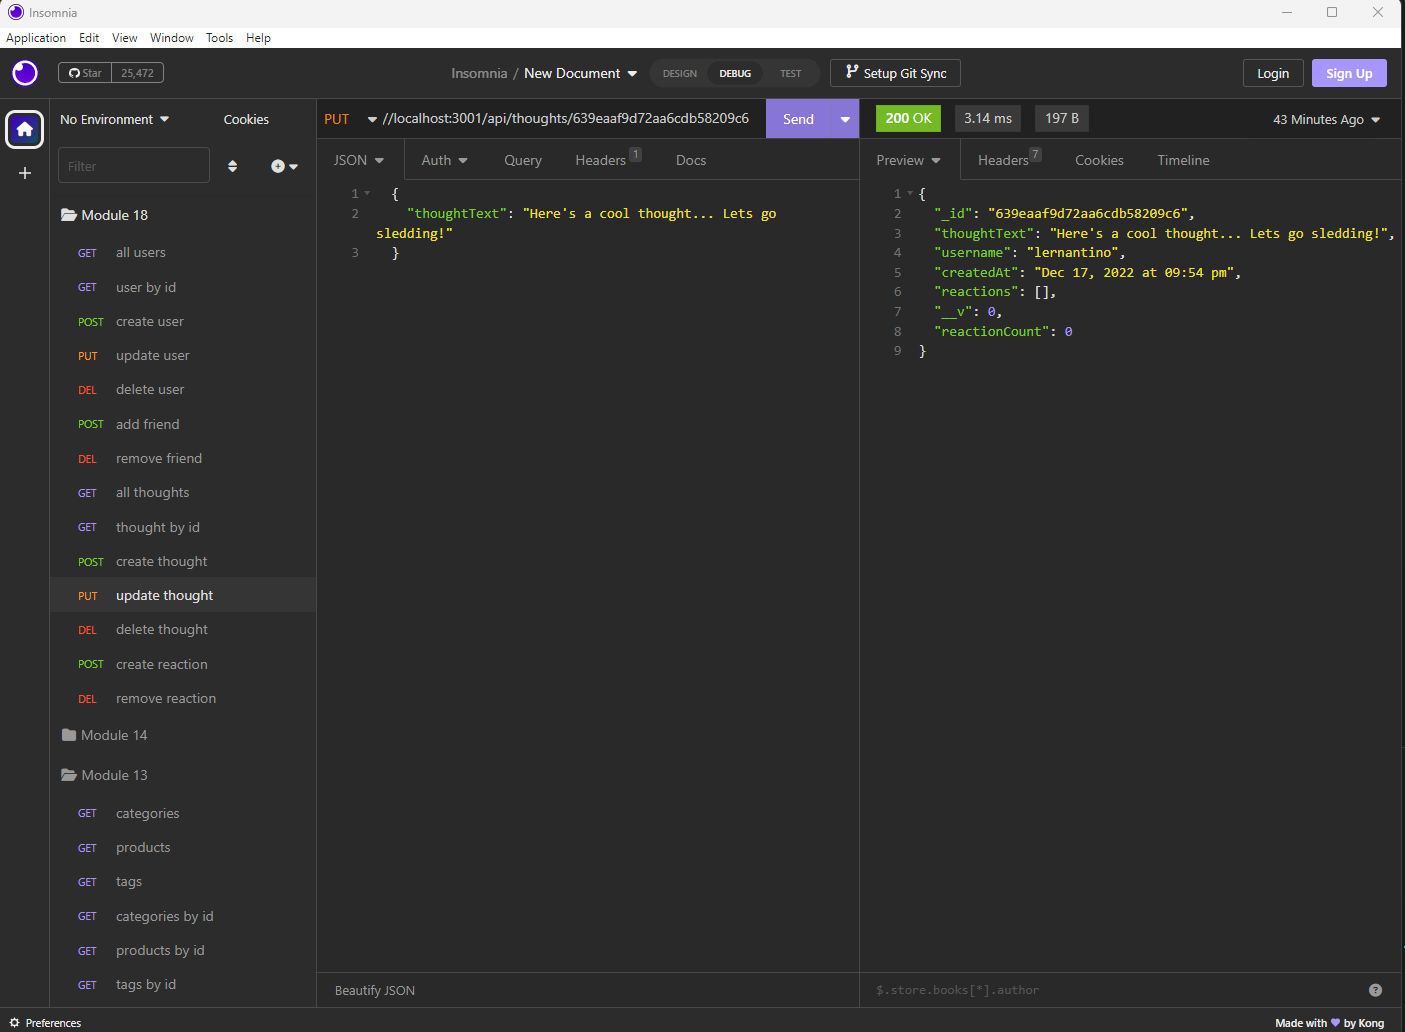 Insomnia
Application Edit View Window Tools Help
Star 25,472
Insomnia / New Document
DESIGN DEBUG TEST
Setup Git Sync
Login
Sign Up
No Environment
Cookies
Filter
Module 18
GET all users
GET user by id
POST create user
PUT update user
DEL delete user
POST add friend
DEL remove friend
GET all thoughts
GET thought by id
POST create thought
PUT update thought
DEL delete thought
POST create reaction
DEL remove reaction
Module 14
Module 13
GET categories
GET products
GET tags
GET categories by id
GET products by id
GET tags by id
PUT //localhost:3001/api/thoughts/639eaaf9d72aa6cdb58209c6 Send
JSON Auth Query Headers 1 Docs
1 {
2 "thoughtText": "Here's a cool thought... Lets go
sledding!"
3 }
Beautify JSON
200 OK 3.14 ms 197 B 43 Minutes Ago
Preview Headers 7 Cookies Timeline
1 {
2 "_id": "639eaaf9d72aa6cdb58209c6",
3 "thoughtText": "Here's a cool thought... Lets go sledding!",
4 "username": "lernantino",
5 "createdAt": "Dec 17, 2022 at 09:54 pm",
6 "reactions": [],
7 "__v": 0,
8 "reactionCount": 0
9 }
$.store.books[*].author ?
Preferences
Made with 💜 by Kong